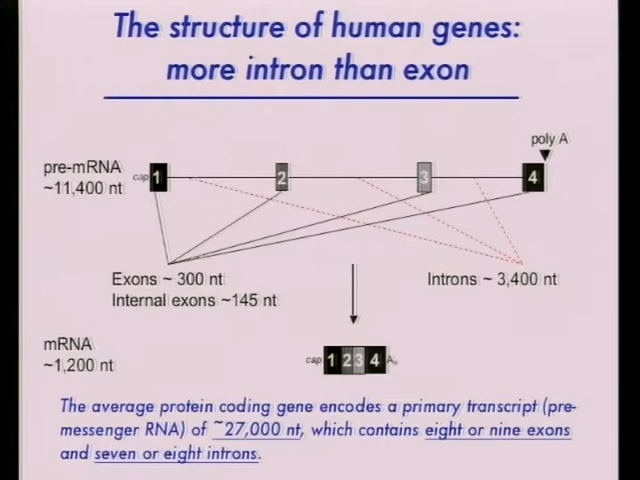 The structure of human genes:
more intron than exon
poly A
pre-mRNA
~11,400 nt
cap 1 2 3 4
Exons ~ 300 nt
Internal exons ~145 nt
Introns ~ 3,400 nt
mRNA
~1,200 nt
cap 1 2 3 4 An
The average protein coding gene encodes a primary transcript (pre-
messenger RNA) of ~27,000 nt, which contains eight or nine exons
and seven or eight introns.